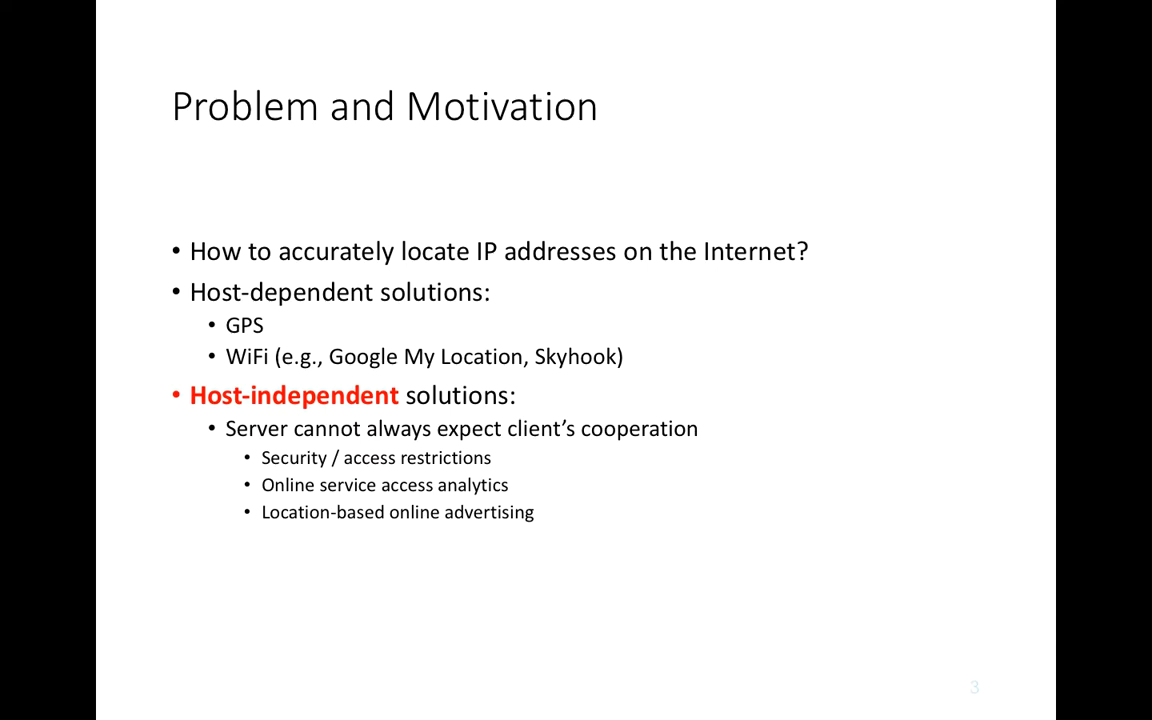 Problem and Motivation
• How to accurately locate IP addresses on the Internet?
• Host-dependent solutions:
• GPS
• WiFi (e.g., Google My Location, Skyhook)
• Host-independent solutions:
• Server cannot always expect client's cooperation
• Security / access restrictions
• Online service access analytics
• Location-based online advertising
3